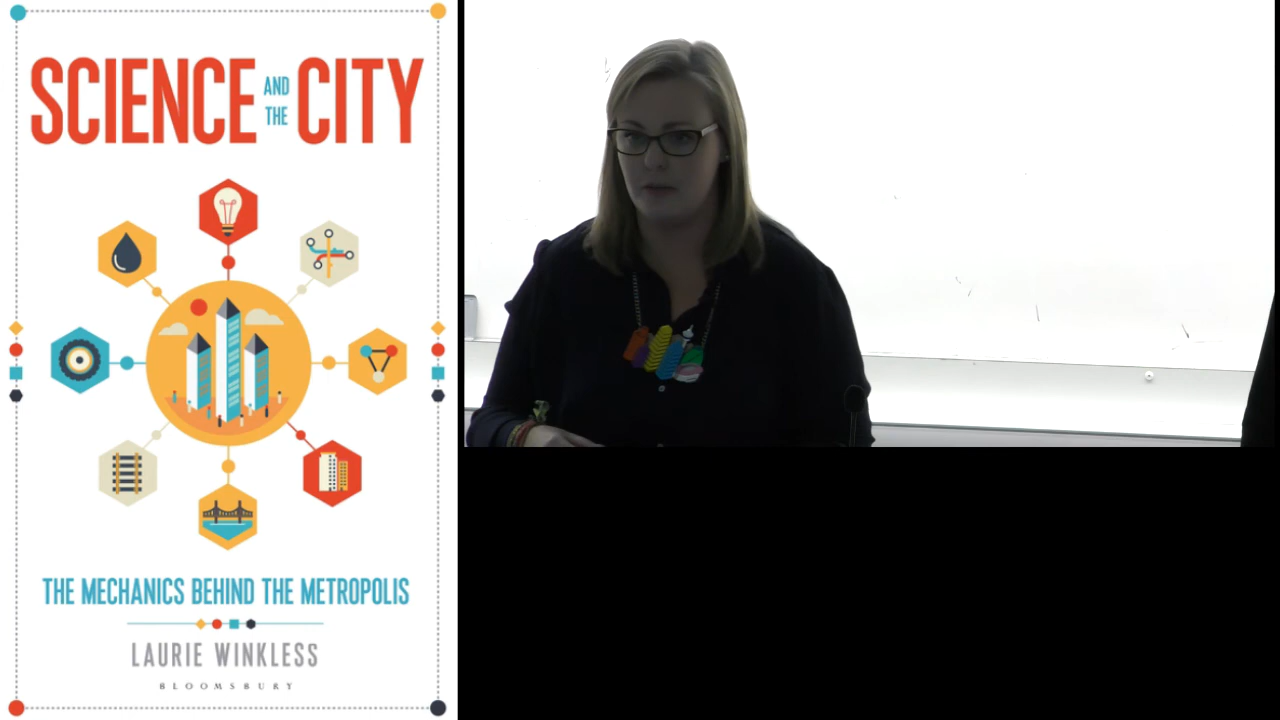 SCIENCE AND THE CITY
THE MECHANICS BEHIND THE METROPOLIS
LAURIE WINKLESS
BLOOMSBURY